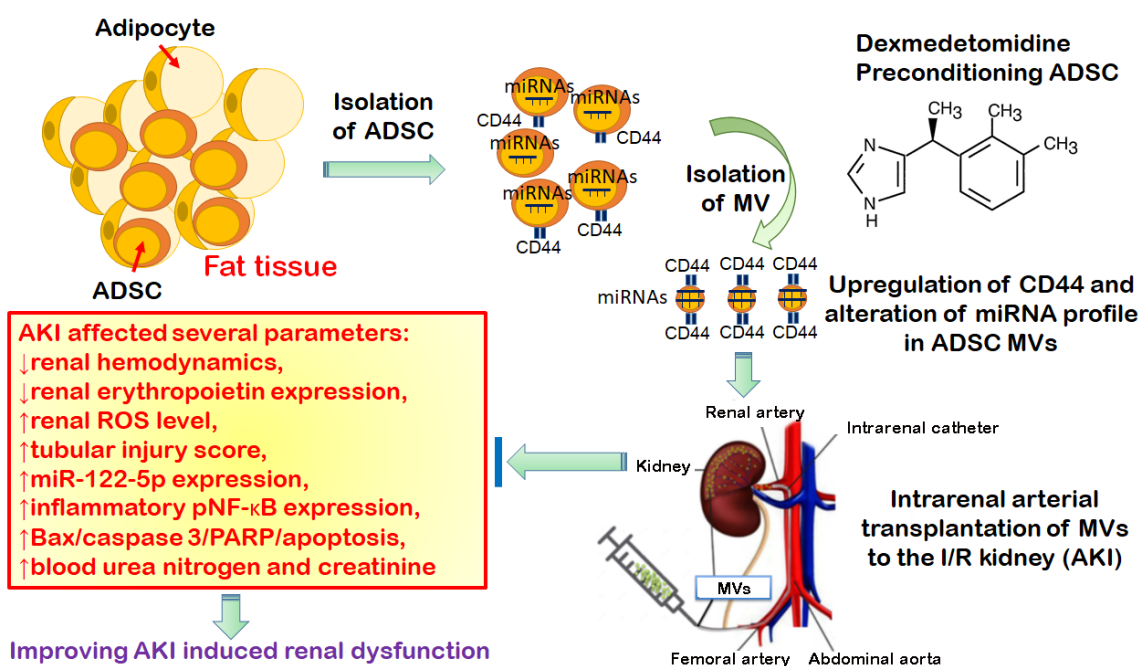 Adipocyte
Isolation
of ADSC
ADSC
Fat tissue
miRNAs
miRNAs
CD44
CD44
miRNAs
miRNAs
miRNAs
CD44
CD44
Isolation
of MV
Dexmedetomidine
Preconditioning ADSC
CH3
CH3
CH3
N
N
H
CD44 CD44 CD44
miRNAs
CD44 CD44 CD44
Upregulation of CD44 and
alteration of miRNA profile
in ADSC MVs
AKI affected several parameters:
↓renal hemodynamics,
↓renal erythropoietin expression,
↑renal ROS level,
↑tubular injury score,
↑miR-122-5p expression,
↑inflammatory pNF-κB expression,
↑Bax/caspase 3/PARP/apoptosis,
↑blood urea nitrogen and creatinine
Improving AKI induced renal dysfunction
Renal artery
Intrarenal catheter
Kidney
MVs
Femoral artery
Abdominal aorta
Intrarenal arterial
transplantation of MVs
to the I/R kidney (AKI)